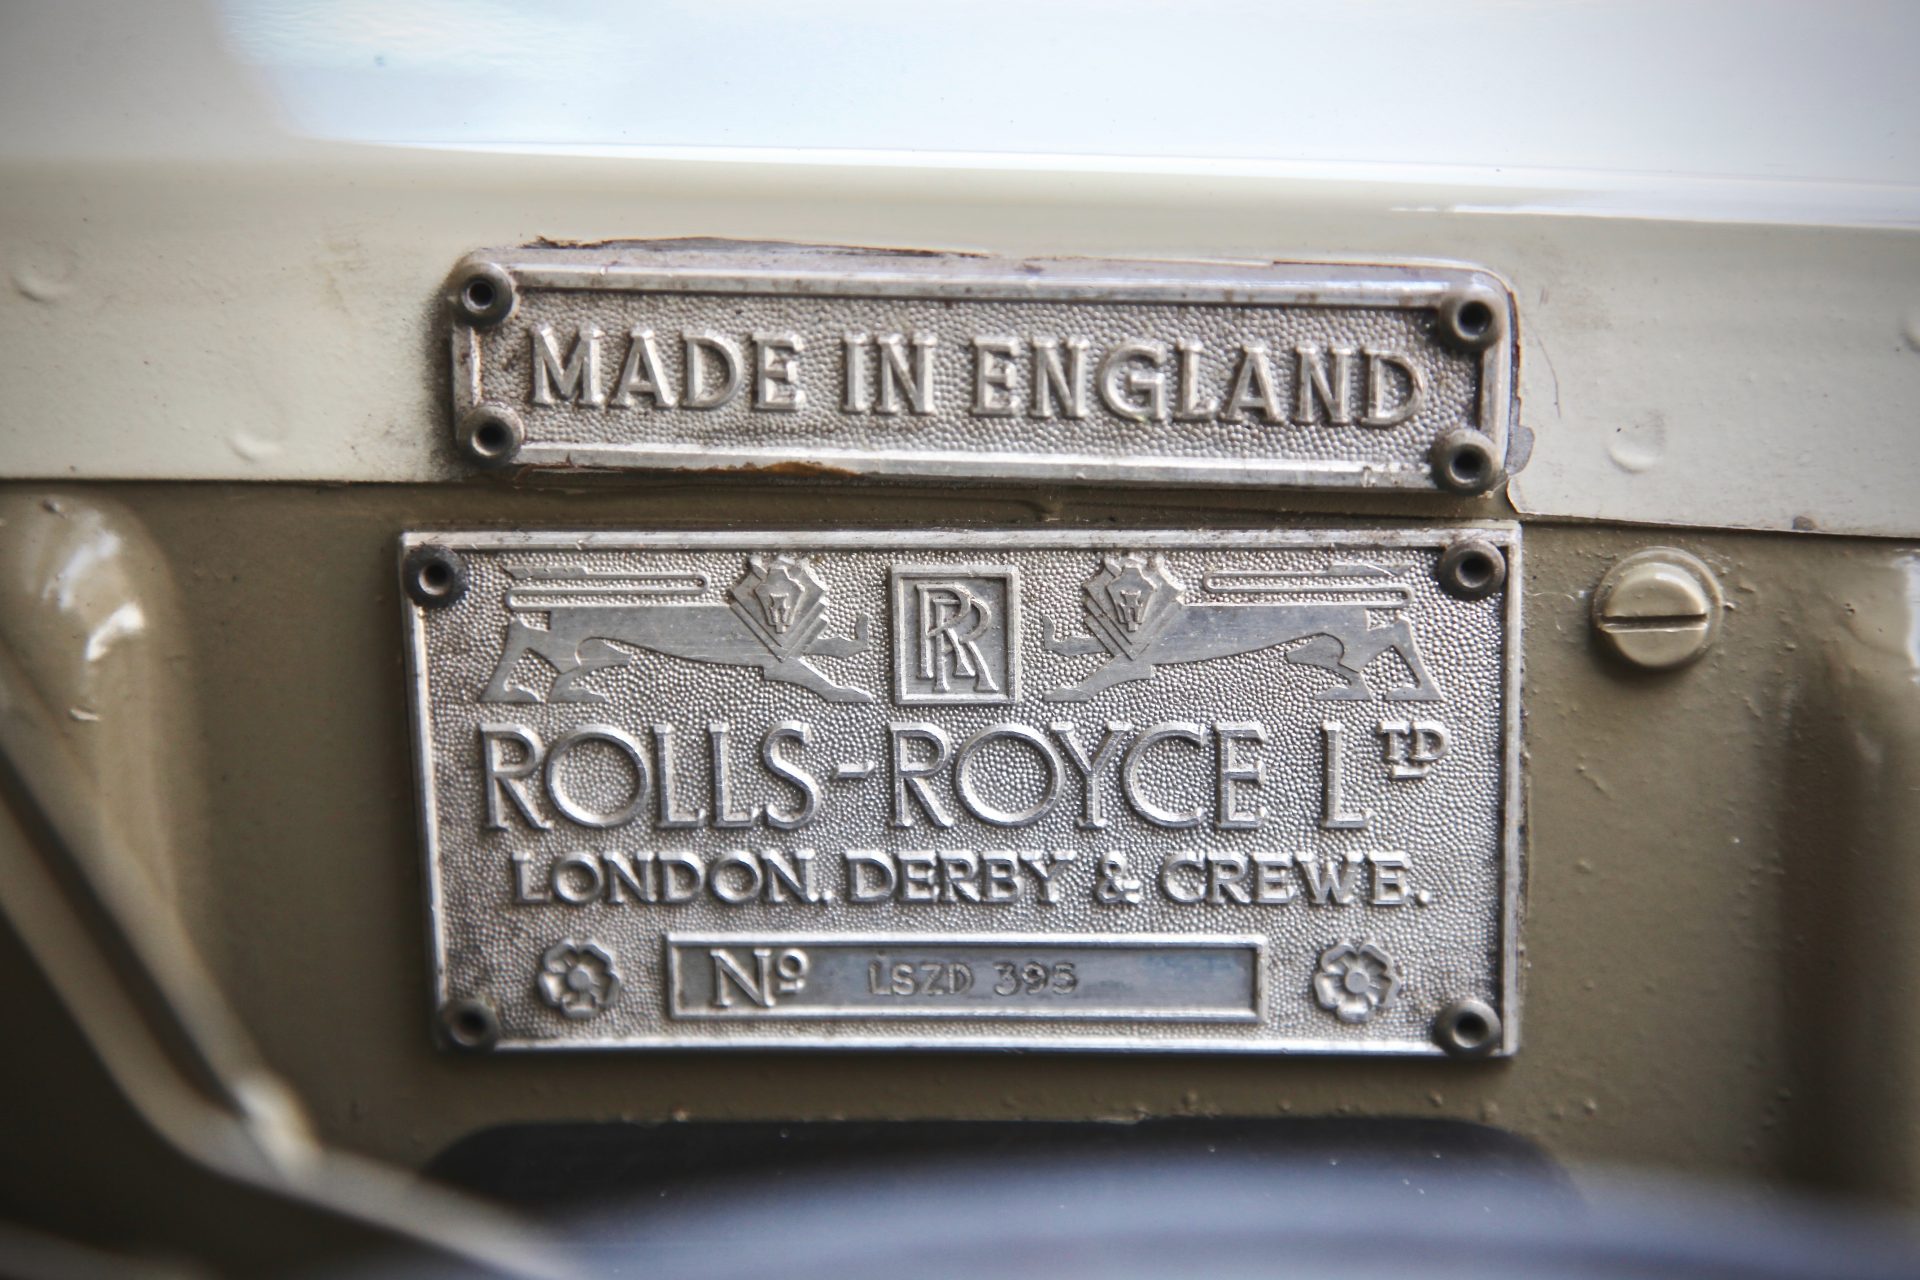 MADE IN ENGLAND
RR
ROLLS-ROYCE LTD
LONDON. DERBY & CREWE.
Nº LSZD 395